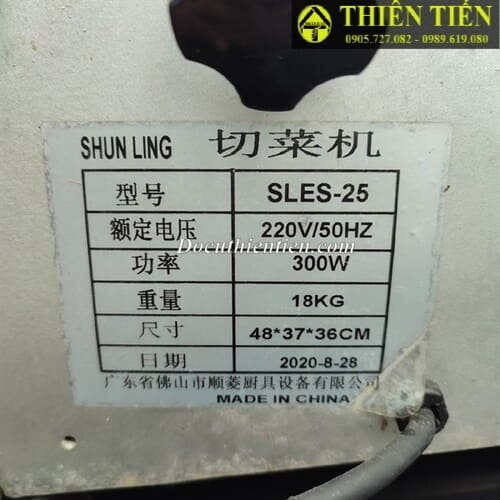 THIÊN TIẾN
0905.727.082 - 0989.619.080
SHUN LING 切菜机
型号 SLES-25
额定电压 220V/50HZ
Docuthientien.com
功率 300W
重量 18KG
尺寸 48*37*36CM
日期 2020-8-28
广东省佛山市顺菱厨具设备有限公司
MADE IN CHINA